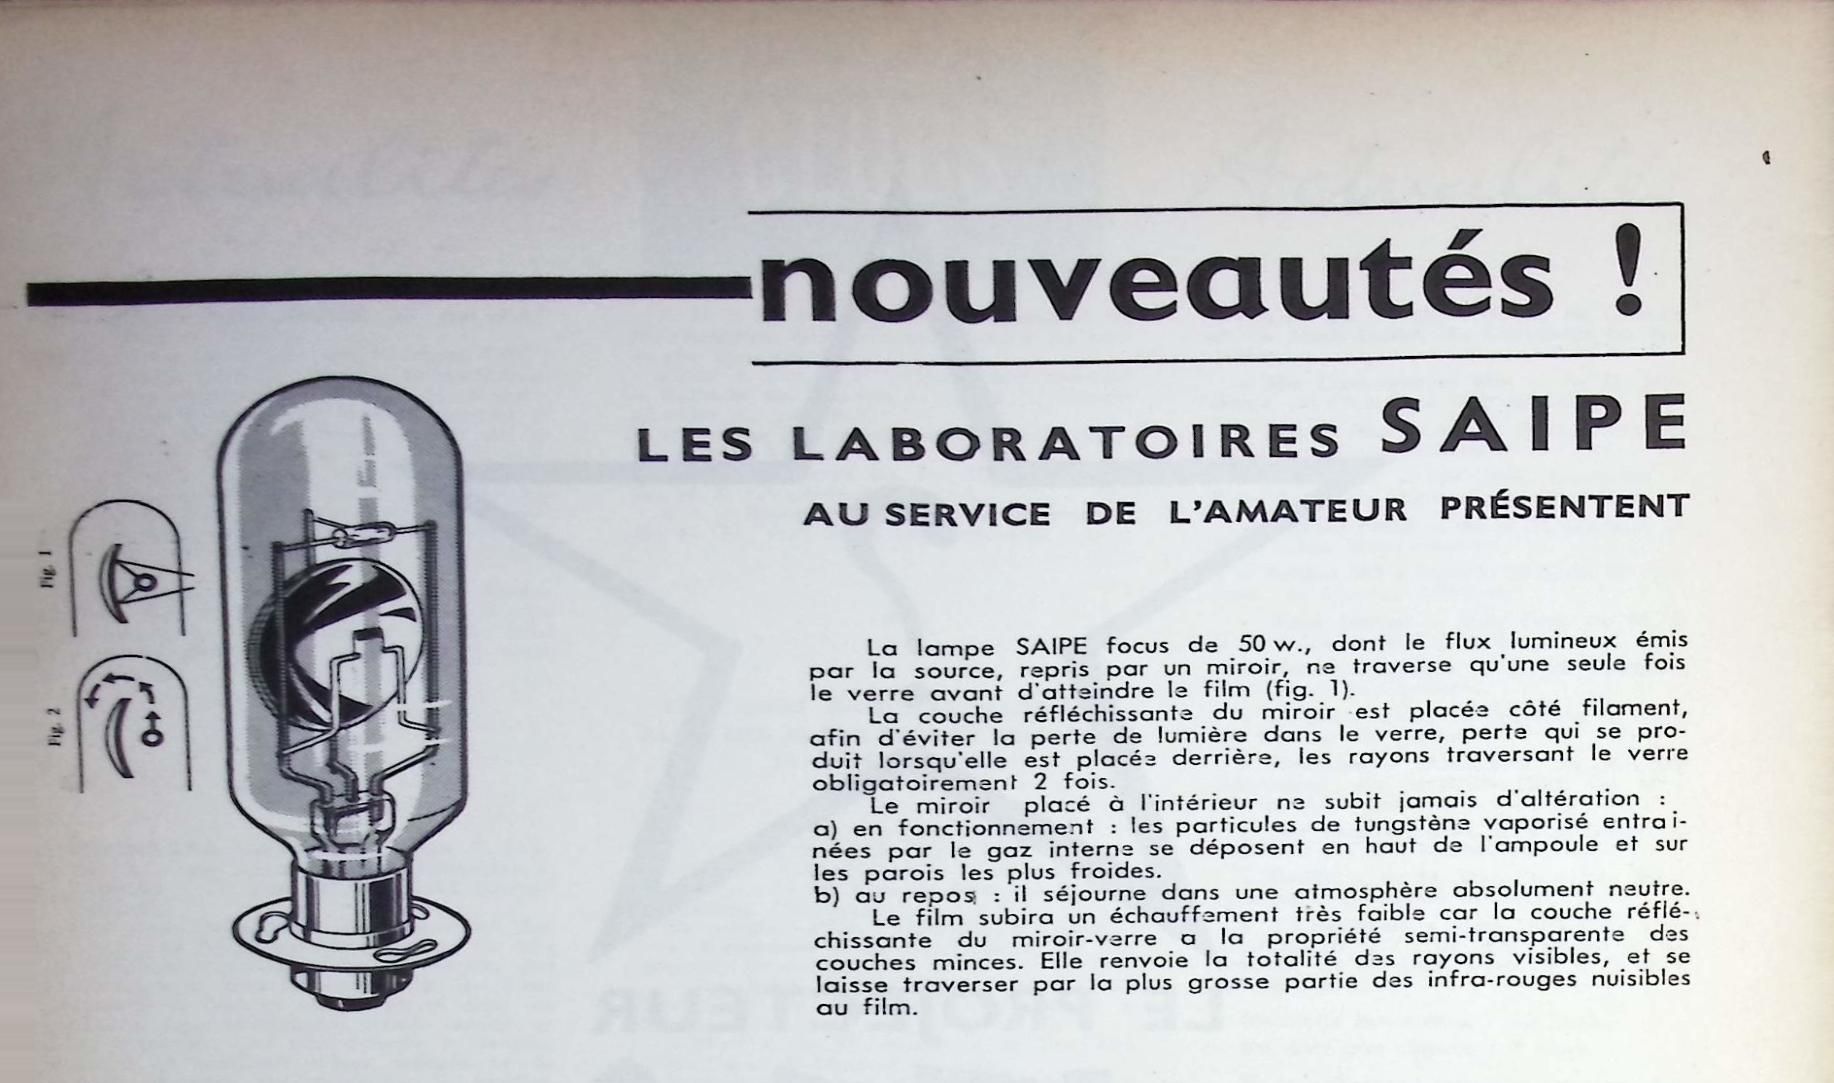 nouveautés !
LES LABORATOIRES SAIPE
AU SERVICE DE L'AMATEUR PRÉSENTENT
Fig. 1
Fig. 2
La lampe SAIPE focus de 50 w., dont le flux lumineux émis
par la source, repris par un miroir, ne traverse qu'une seule fois
le verre avant d'atteindre le film (fig. 1).
La couche réfléchissante du miroir est placée côté filament,
afin d'éviter la perte de lumière dans le verre, perte qui se pro-
duit lorsqu'elle est placée derrière, les rayons traversant le verre
obligatoirement 2 fois.
Le miroir placé à l'intérieur ne subit jamais d'altération :
a) en fonctionnement : les particules de tungstène vaporisé entrai-
nées par le gaz interne se déposent en haut de l'ampoule et sur
les parois les plus froides.
b) au repos : il séjourne dans une atmosphère absolument neutre.
Le film subira un échauffement très faible car la couche réflé-
chissante du miroir-verre a la propriété semi-transparente des
couches minces. Elle renvoie la totalité des rayons visibles, et se
laisse traverser par la plus grosse partie des infra-rouges nuisibles
au film.